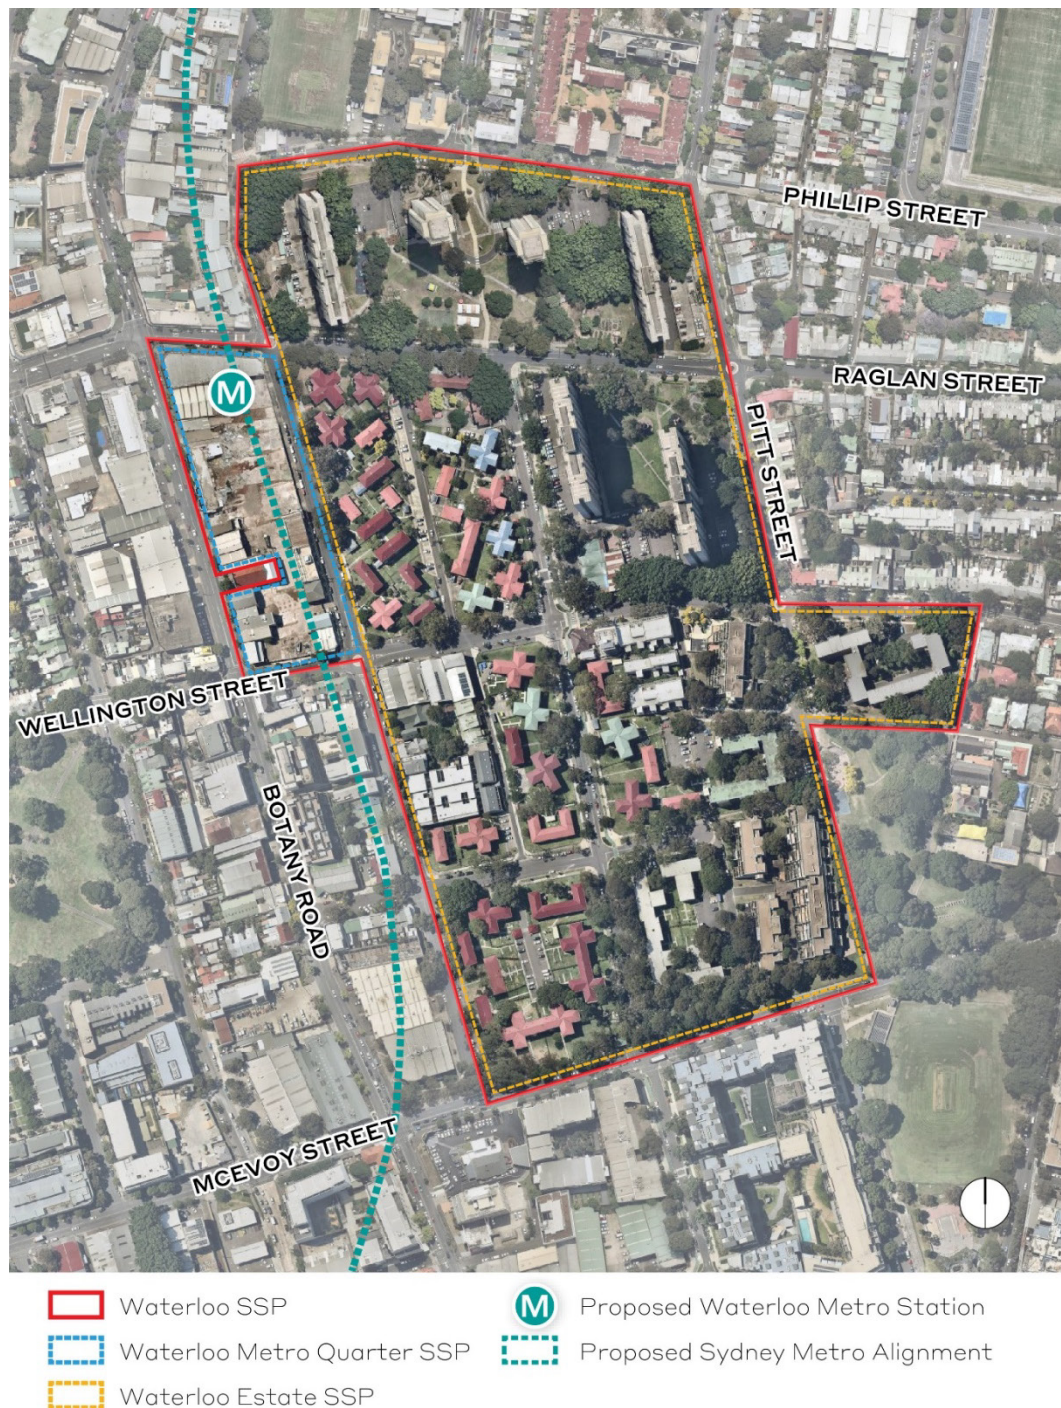 PHILLIP STREET
RAGLAN STREET
M
PITT STREET
WELLINGTON STREET
BOTANY ROAD
MCEVOY STREET
Waterloo SSP
M Proposed Waterloo Metro Station
Waterloo Metro Quarter SSP
Proposed Sydney Metro Alignment
Waterloo Estate SSP